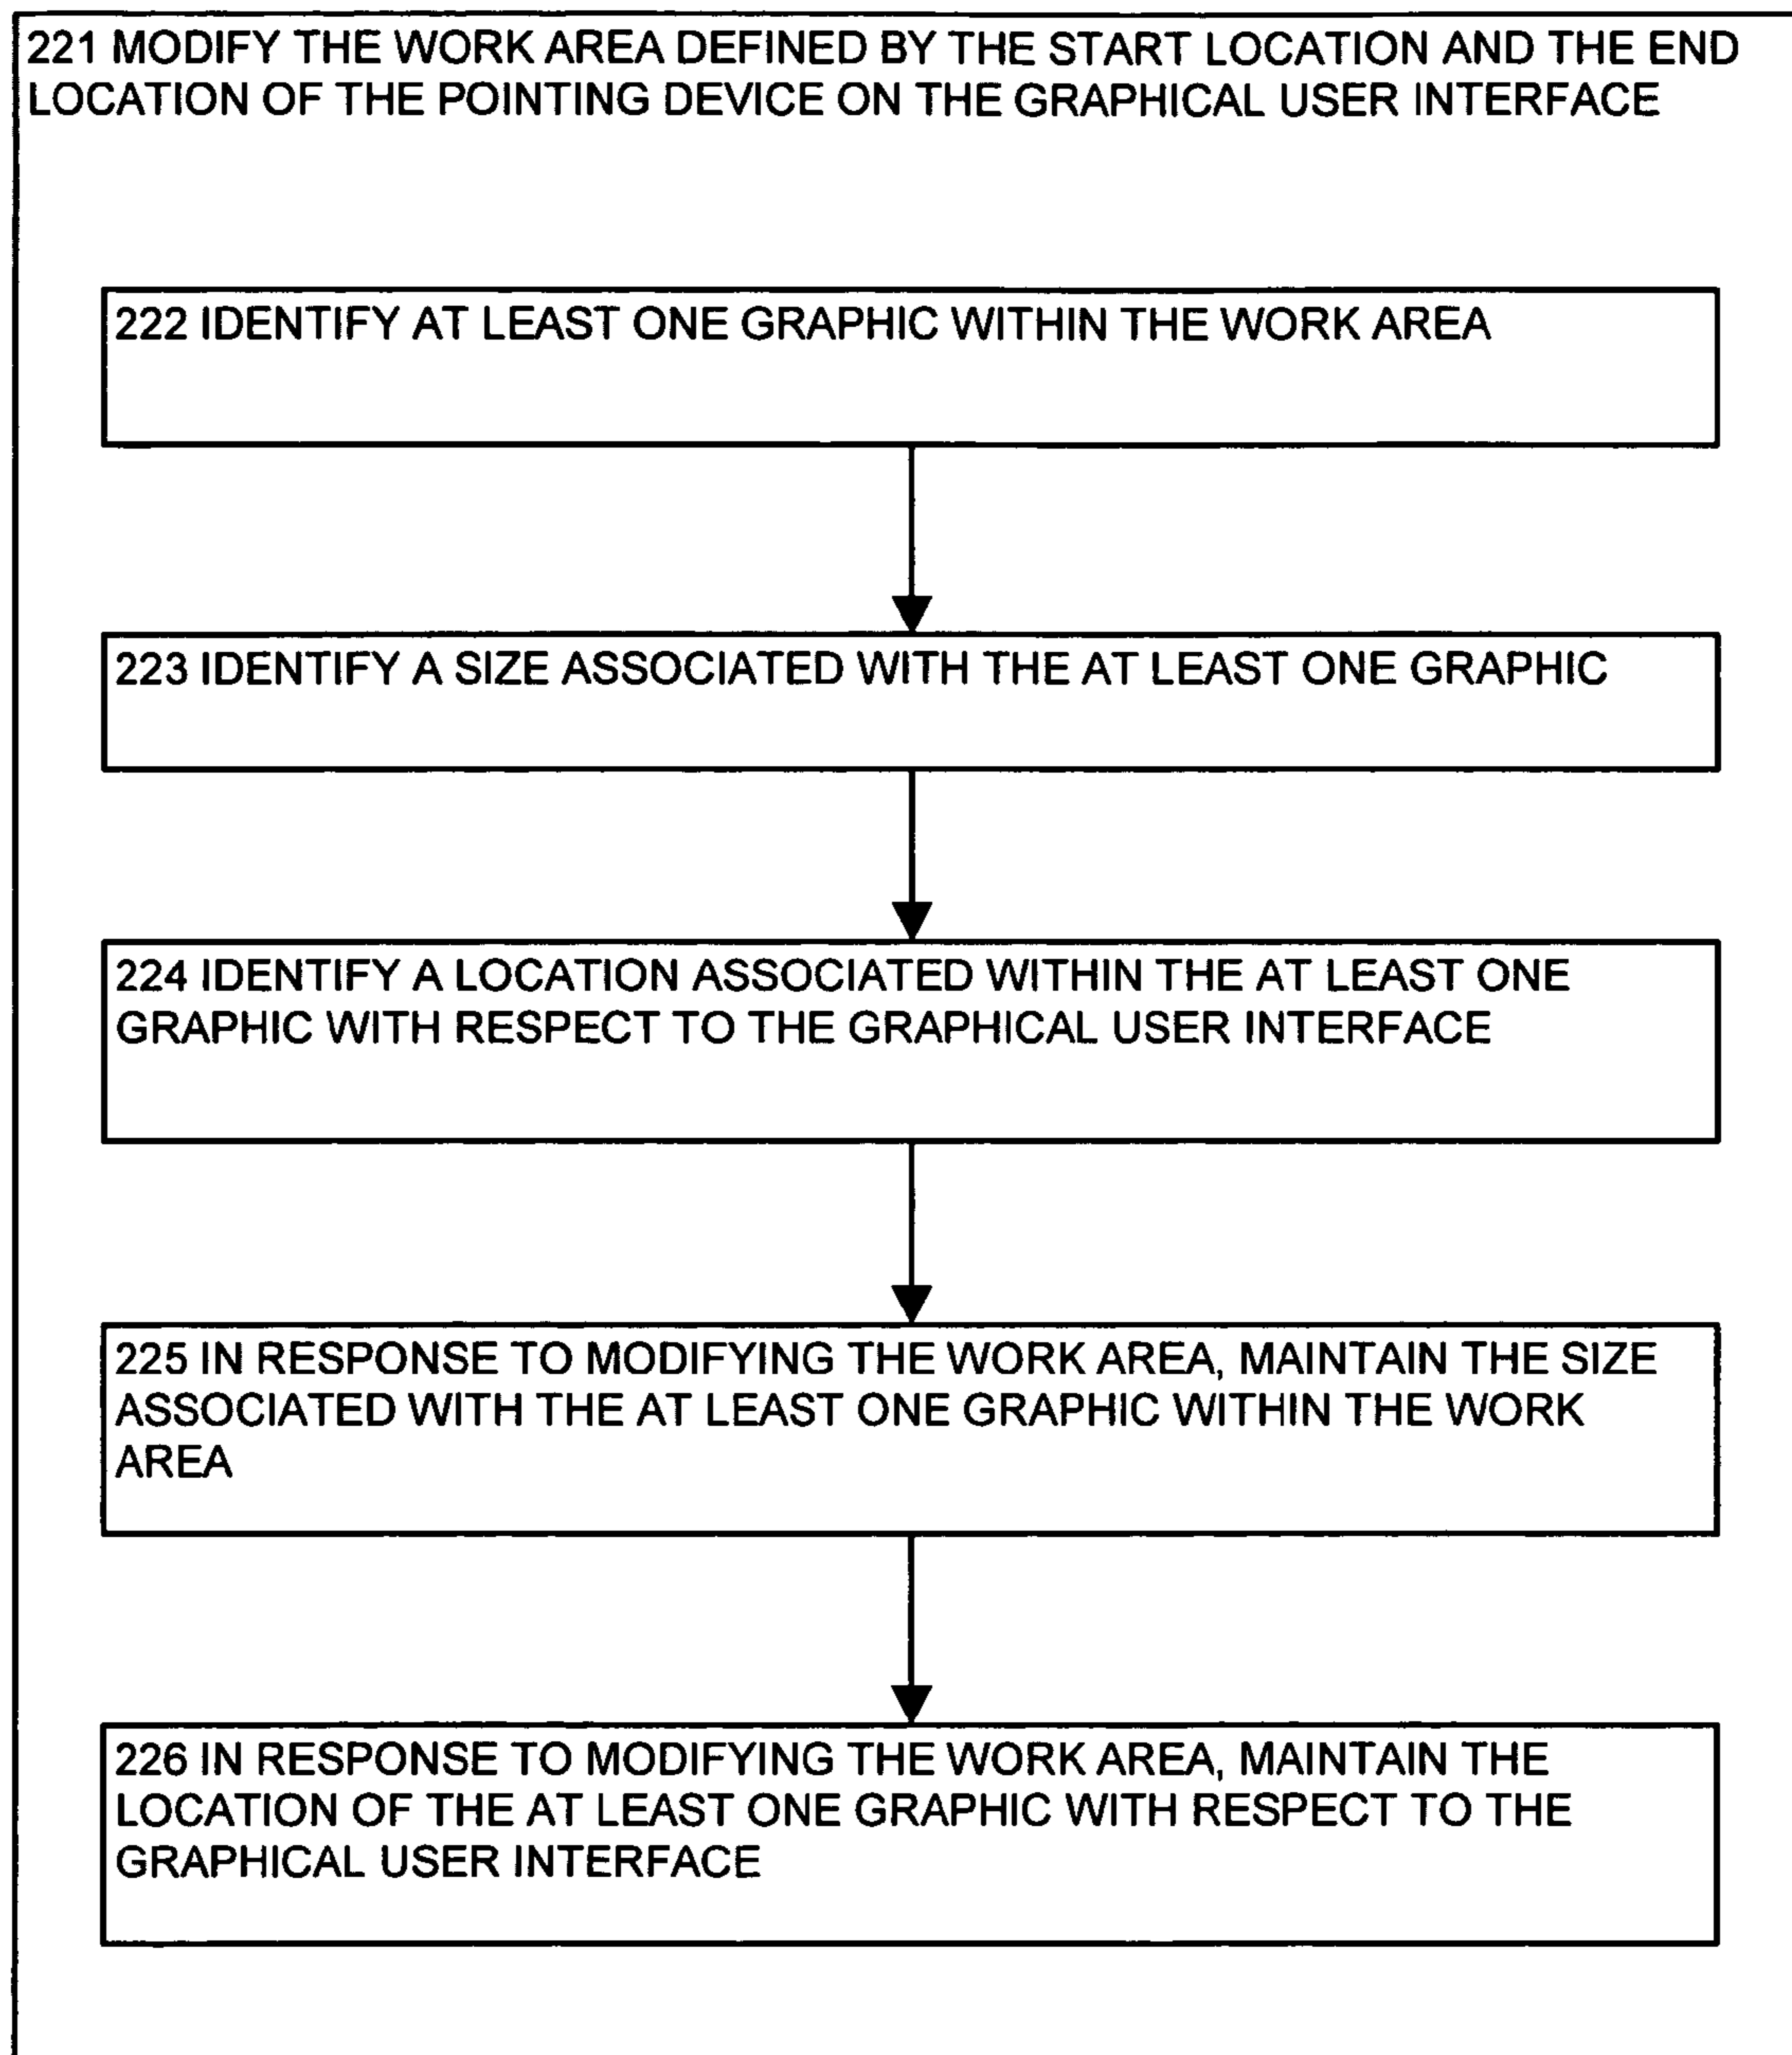 221 MODIFY THE WORK AREA DEFINED BY THE START LOCATION AND THE END
LOCATION OF THE POINTING DEVICE ON THE GRAPHICAL USER INTERFACE
222 IDENTIFY AT LEAST ONE GRAPHIC WITHIN THE WORK AREA
223 IDENTIFY A SIZE ASSOCIATED WITH THE AT LEAST ONE GRAPHIC
224 IDENTIFY A LOCATION ASSOCIATED WITHIN THE AT LEAST ONE
GRAPHIC WITH RESPECT TO THE GRAPHICAL USER INTERFACE
225 IN RESPONSE TO MODIFYING THE WORK AREA, MAINTAIN THE SIZE
ASSOCIATED WITH THE AT LEAST ONE GRAPHIC WITHIN THE WORK
AREA
226 IN RESPONSE TO MODIFYING THE WORK AREA, MAINTAIN THE
LOCATION OF THE AT LEAST ONE GRAPHIC WITH RESPECT TO THE
GRAPHICAL USER INTERFACE